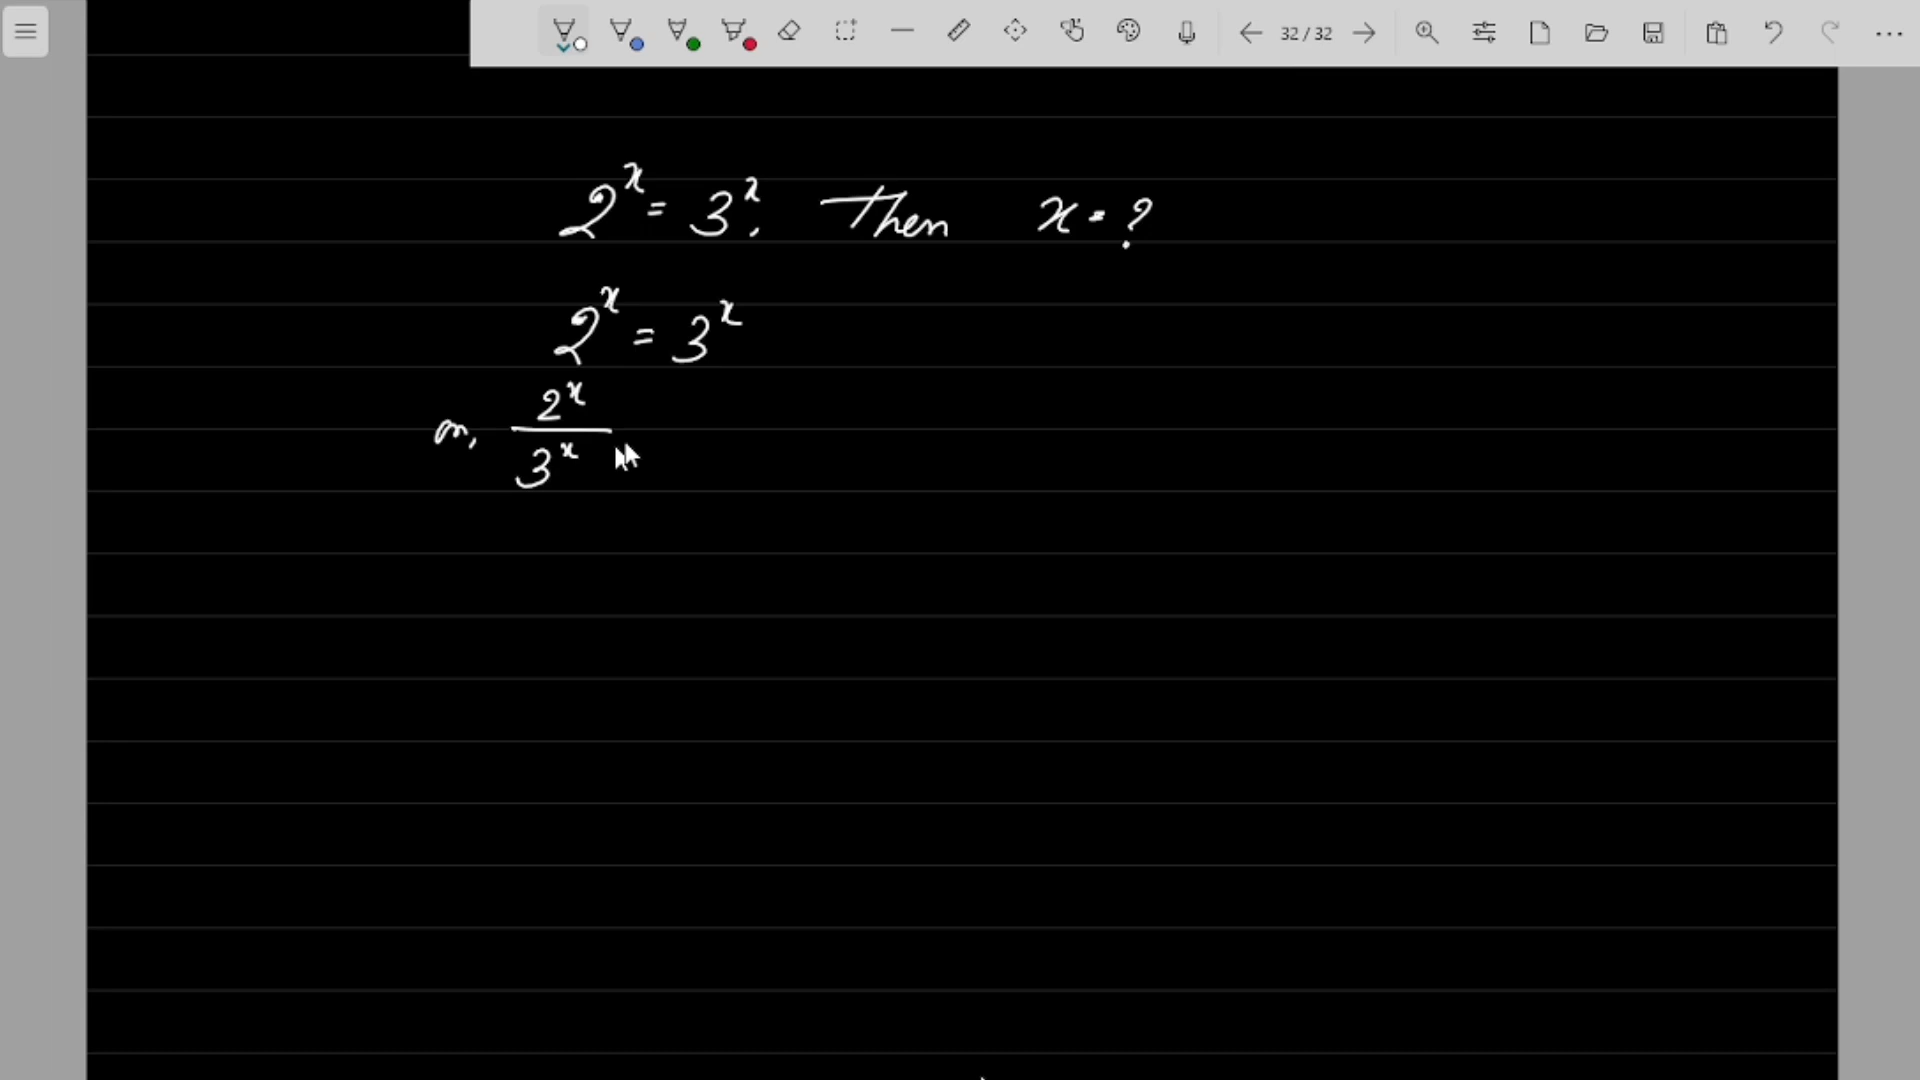 32 / 32
2^x = 3^x, Then x = ?
2^x = 3^x
or, 2^x / 3^x